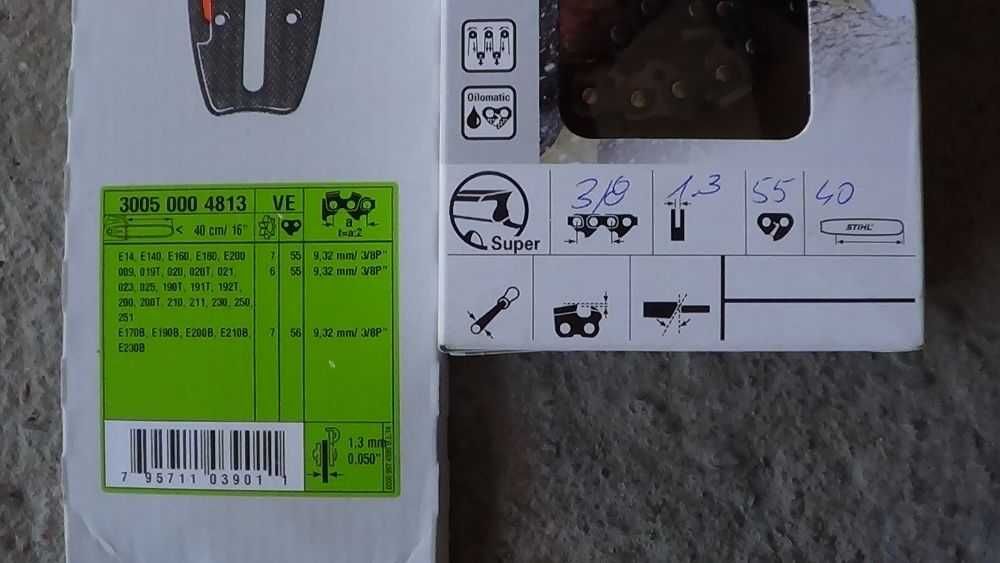 3005 000 4813 VE
a
t=a:2
< 40 cm/ 16"
E14, E140, E160, E180, E200 7 55 9,32 mm/ 3/8P"
009, 019T, 020, 020T, 021, 6 55 9,32 mm/ 3/8P"
023, 025, 190T, 191T, 192T,
200, 200T, 210, 211, 230, 250,
251
E170B, E190B, E200B, E210B, 7 56 9,32 mm/ 3/8P"
E230B
1,3 mm
0.050"
7 95711 03901 1
Oilomatic
Super
3/8 1.3 55 40
STIHL